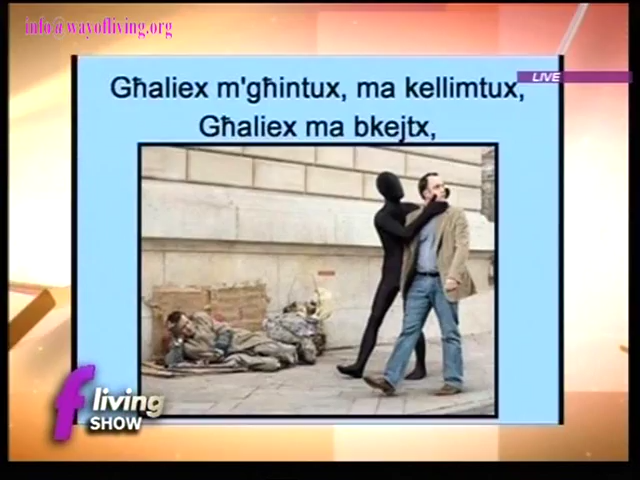 info@wayofliving.org
LIVE
Għaliex m'għintux, ma kellimtux,
Għaliex ma bkejtx,
f living
SHOW